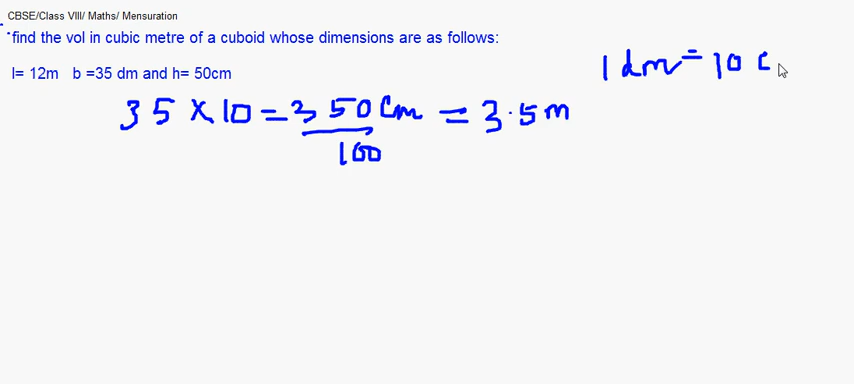 CBSE/Class VIII/ Maths/ Mensuration
find the vol in cubic metre of a cuboid whose dimensions are as follows:
l= 12m b =35 dm and h= 50cm
1 dm = 10 c
35 × 10 = 350 cm = 3.5 m
100